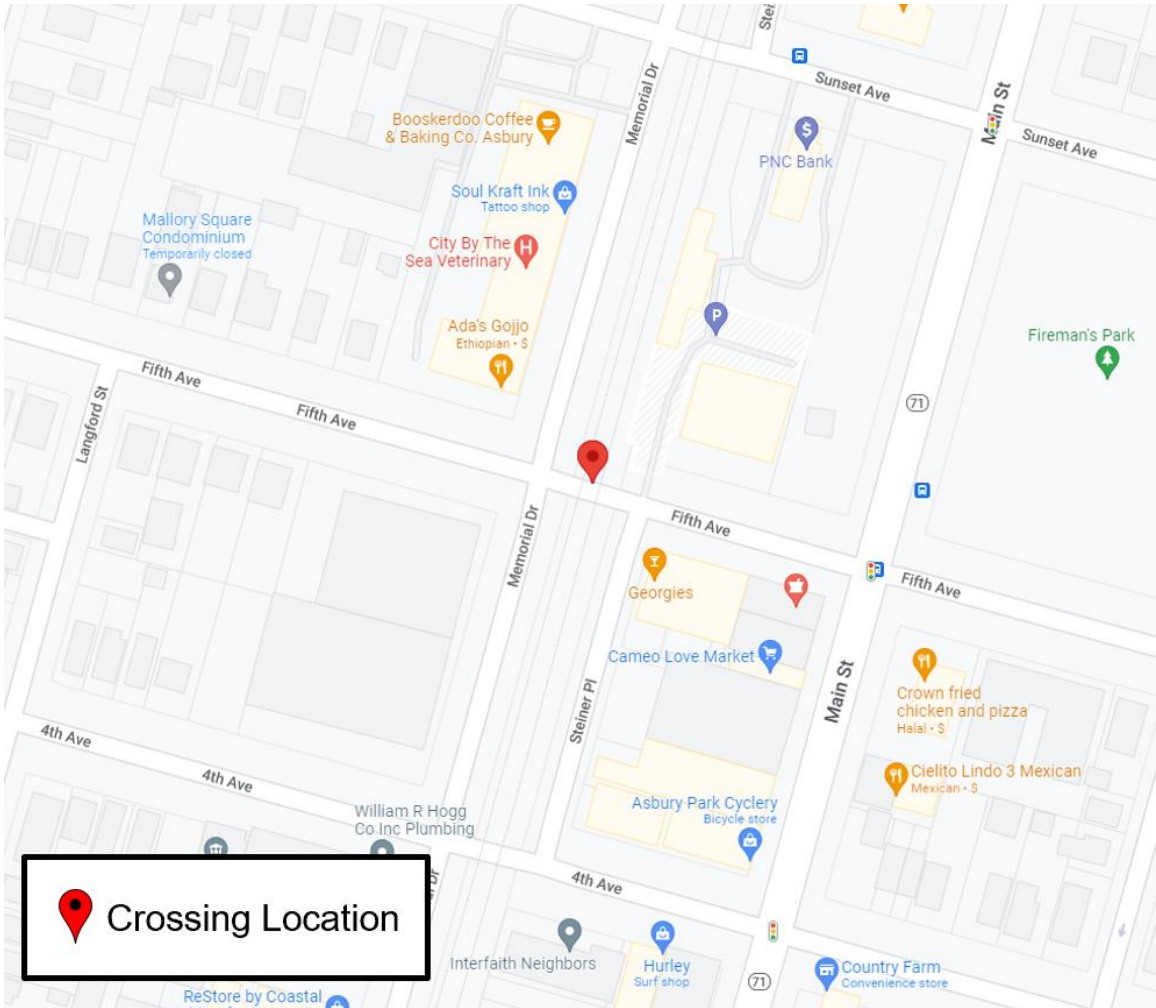 Stei
Sunset Ave
Main St
Sunset Ave
Memorial Dr
Booskerdoo Coffee
& Baking Co. Asbury
$
PNC Bank
Soul Kraft Ink
Tattoo shop
Mallory Square
Condominium
Temporarily closed
City By The
Sea Veterinary
H
P
Ada's Gojjo
Ethiopian • $
Fireman's Park
Fifth Ave
Fifth Ave
Langford St
71
Fifth Ave
Memorial Dr
Georgies
Fifth Ave
Cameo Love Market
Steiner Pl
Main St
Crown fried
chicken and pizza
Halal • $
4th Ave
4th Ave
Cielito Lindo 3 Mexican
Mexican • $
William R Hogg
Co Inc Plumbing
Asbury Park Cyclery
Bicycle store
4th Ave
Dr
Crossing Location
Interfaith Neighbors
Hurley
Surf shop
71
Country Farm
Convenience store
ReStore by Coastal